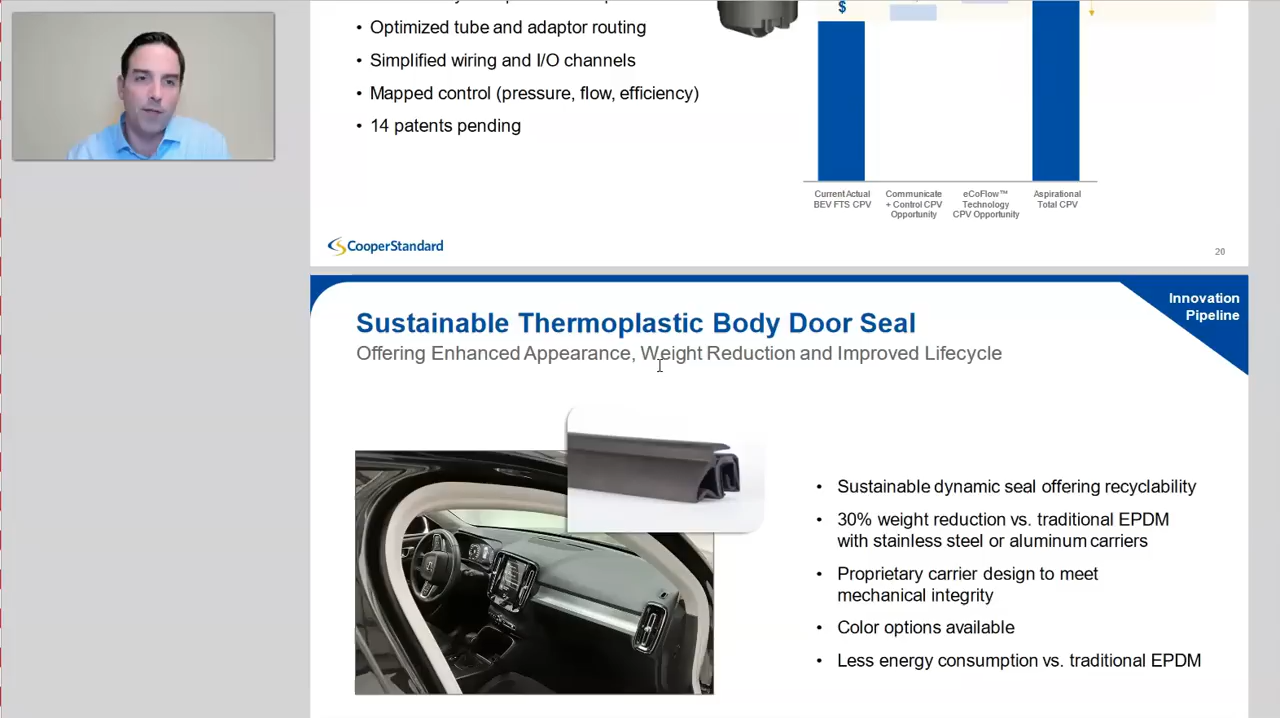 • Optimized tube and adaptor routing
• Simplified wiring and I/O channels
• Mapped control (pressure, flow, efficiency)
• 14 patents pending
$
Current Actual
BEV FTS CPV
Communicate
+ Control CPV
Opportunity
eCoFlow™
Technology
CPV Opportunity
Aspirational
Total CPV
CooperStandard
20
Innovation
Pipeline
Sustainable Thermoplastic Body Door Seal
Offering Enhanced Appearance, Weight Reduction and Improved Lifecycle
• Sustainable dynamic seal offering recyclability
• 30% weight reduction vs. traditional EPDM
with stainless steel or aluminum carriers
• Proprietary carrier design to meet
mechanical integrity
• Color options available
• Less energy consumption vs. traditional EPDM